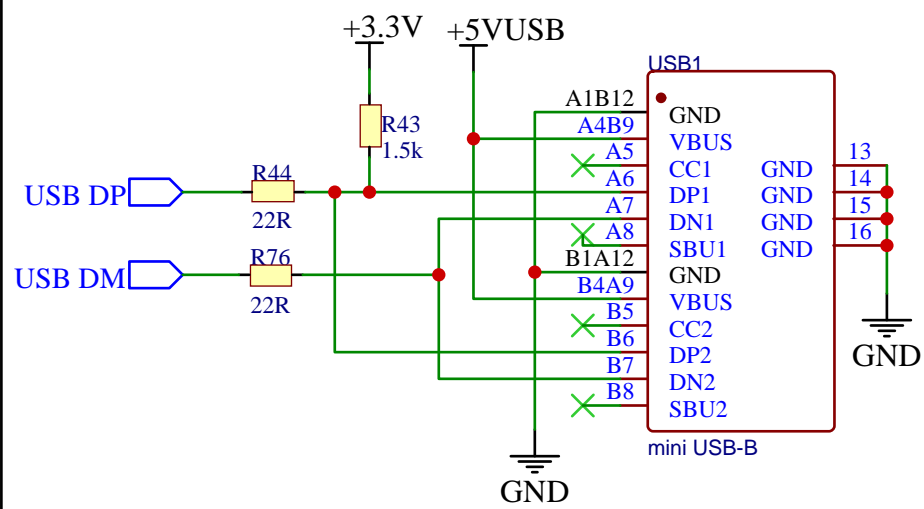 +3.3V
+5VUSB
USB1
A1B12
GND
A4B9
VBUS
R43
1.5k
A5
CC1
GND
13
R44
A6
DP1
GND
14
USB DP
22R
A7
DN1
GND
15
A8
SBU1
GND
16
R76
B1A12
GND
USB DM
22R
B4A9
VBUS
B5
CC2
B6
DP2
GND
B7
DN2
B8
SBU2
mini USB-B
GND